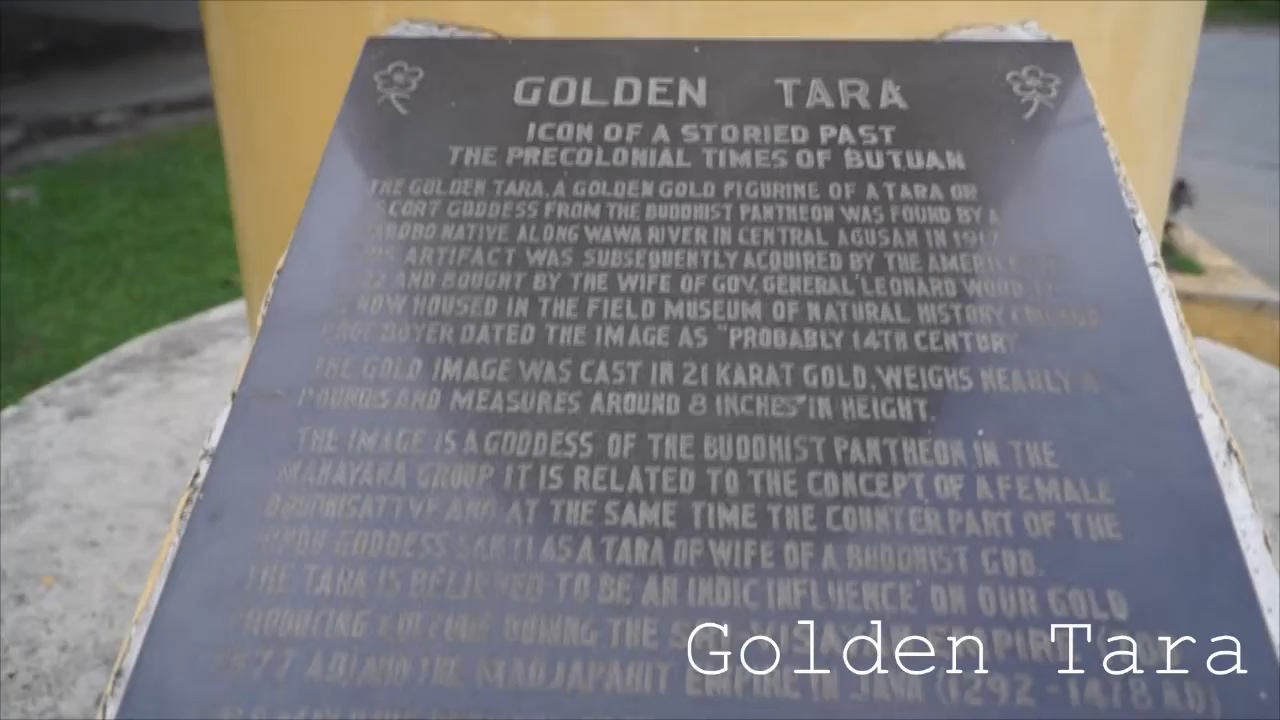 GOLDEN TARA
ICON OF A STORIED PAST
THE PRECOLONIAL TIMES OF BUTUAN
THE GOLDEN TARA, A GOLDEN GOLD FIGURINE OF A TARA OR
GODDESS FROM THE BUDDHIST PANTHEON WAS FOUND BY A
NATIVE ALONG WAWA RIVER IN CENTRAL AGUSAN IN 1917
ARTIFACT WAS SUBSEQUENTLY ACQUIRED BY THE
AND BOUGHT BY THE WIFE OF GOV. GENERAL LEONARD WOOD
NOW HOUSED IN THE FIELD MUSEUM OF NATURAL HISTORY
BOYER DATED THE IMAGE AS "PROBABLY 14TH CENTURY
THE GOLD IMAGE WAS CAST IN 21 KARAT GOLD, WEIGHS NEARLY
POUNDS AND MEASURES AROUND 8 INCHES IN HEIGHT.
THE IMAGE IS A GODDESS OF THE BUDDHIST PANTHEON IN THE
MAHAYANA GROUP IT IS RELATED TO THE CONCEPT OF A FEMALE
AND AT THE SAME TIME THE COUNTERPART OF THE
GODDESS AS A TARA OF WIFE OF A BUDDHIST GOD.
THE TARA IS BELIEVED TO BE AN INDIC INFLUENCE ON OUR GOLD
THE
AD) AND THE MADJAPAHIT EMPIRE IN JAVA (1292 - 1478 AD)
Golden Tara